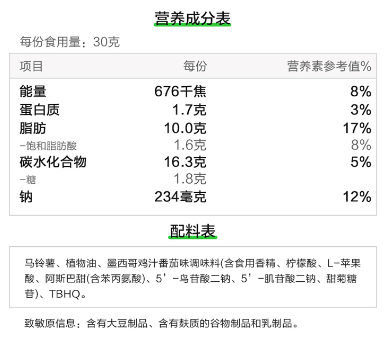 营养成分表
每份食用量：30克
项目 每份 营养素参考值%
能量 676千焦 8%
蛋白质 1.7克 3%
脂肪 10.0克 17%
-饱和脂肪酸 1.6克 8%
碳水化合物 16.3克 5%
-糖 1.8克
钠 234毫克 12%
配料表
马铃薯、植物油、墨西哥鸡汁番茄味调味料(含食用香精、柠檬酸、L-苹果
酸、阿斯巴甜(含苯丙氨酸)、5'-鸟苷酸二钠、5'-肌苷酸二钠、甜菊糖
苷)、TBHQ。
致敏原信息：含有大豆制品、含有麸质的谷物制品和乳制品。